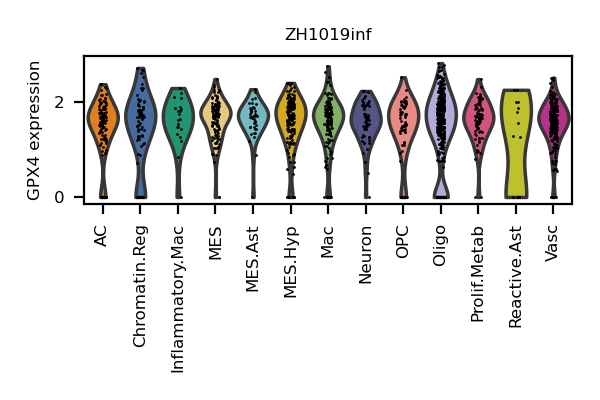 ZH1019inf
GPX4 expression
2
0
AC
Chromatin.Reg
Inflammatory.Mac
MES
MES.Ast
MES.Hyp
Mac
Neuron
OPC
Oligo
Prolif.Metab
Reactive.Ast
Vasc